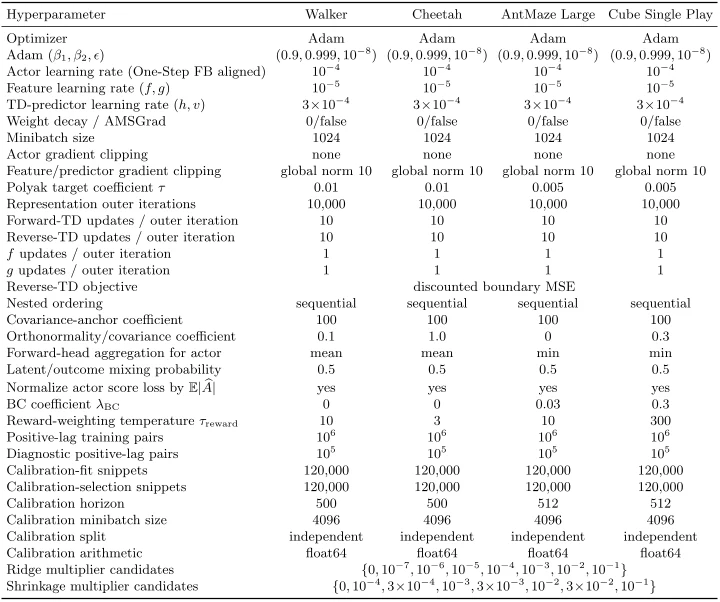 Hyperparameter Walker Cheetah AntMaze Large Cube Single Play
Optimizer Adam Adam Adam Adam
Adam (β₁, β₂, ϵ) (0.9, 0.999, 10⁻⁸) (0.9, 0.999, 10⁻⁸) (0.9, 0.999, 10⁻⁸) (0.9, 0.999, 10⁻⁸)
Actor learning rate (One-Step FB aligned) 10⁻⁴ 10⁻⁴ 10⁻⁴ 10⁻⁴
Feature learning rate (f, g) 10⁻⁵ 10⁻⁵ 10⁻⁵ 10⁻⁵
TD-predictor learning rate (h, v) 3×10⁻⁴ 3×10⁻⁴ 3×10⁻⁴ 3×10⁻⁴
Weight decay / AMSGrad 0/false 0/false 0/false 0/false
Minibatch size 1024 1024 1024 1024
Actor gradient clipping none none none none
Feature/predictor gradient clipping global norm 10 global norm 10 global norm 10 global norm 10
Polyak target coefficient τ 0.01 0.01 0.005 0.005
Representation outer iterations 10,000 10,000 10,000 10,000
Forward-TD updates / outer iteration 10 10 10 10
Reverse-TD updates / outer iteration 10 10 10 10
f updates / outer iteration 1 1 1 1
g updates / outer iteration 1 1 1 1
Reverse-TD objective discounted boundary MSE
Nested ordering sequential sequential sequential sequential
Covariance-anchor coefficient 100 100 100 100
Orthonormality/covariance coefficient 0.1 1.0 0 0.3
Forward-head aggregation for actor mean mean min min
Latent/outcome mixing probability 0.5 0.5 0.5 0.5
Normalize actor score loss by 𝔼|Â| yes yes yes yes
BC coefficient λ_BC 0 0 0.03 0.3
Reward-weighting temperature τ_reward 10 3 10 300
Positive-lag training pairs 10⁶ 10⁶ 10⁶ 10⁶
Diagnostic positive-lag pairs 10⁵ 10⁵ 10⁵ 10⁵
Calibration-fit snippets 120,000 120,000 120,000 120,000
Calibration-selection snippets 120,000 120,000 120,000 120,000
Calibration horizon 500 500 512 512
Calibration minibatch size 4096 4096 4096 4096
Calibration split independent independent independent independent
Calibration arithmetic float64 float64 float64 float64
Ridge multiplier candidates {0, 10⁻⁷, 10⁻⁶, 10⁻⁵, 10⁻⁴, 10⁻³, 10⁻², 10⁻¹}
Shrinkage multiplier candidates {0, 10⁻⁴, 3×10⁻⁴, 10⁻³, 3×10⁻³, 10⁻², 3×10⁻², 10⁻¹}